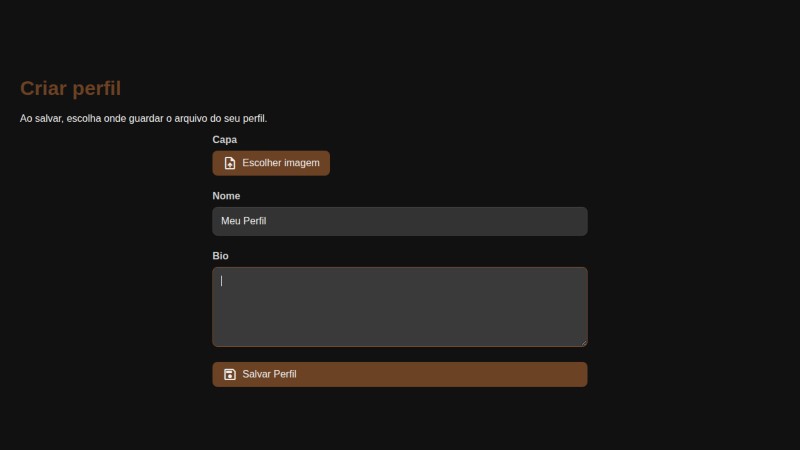 Criar perfil
Ao salvar, escolha onde guardar o arquivo do seu perfil.
Capa
Escolher imagem
Nome
Meu Perfil
Bio
Salvar Perfil